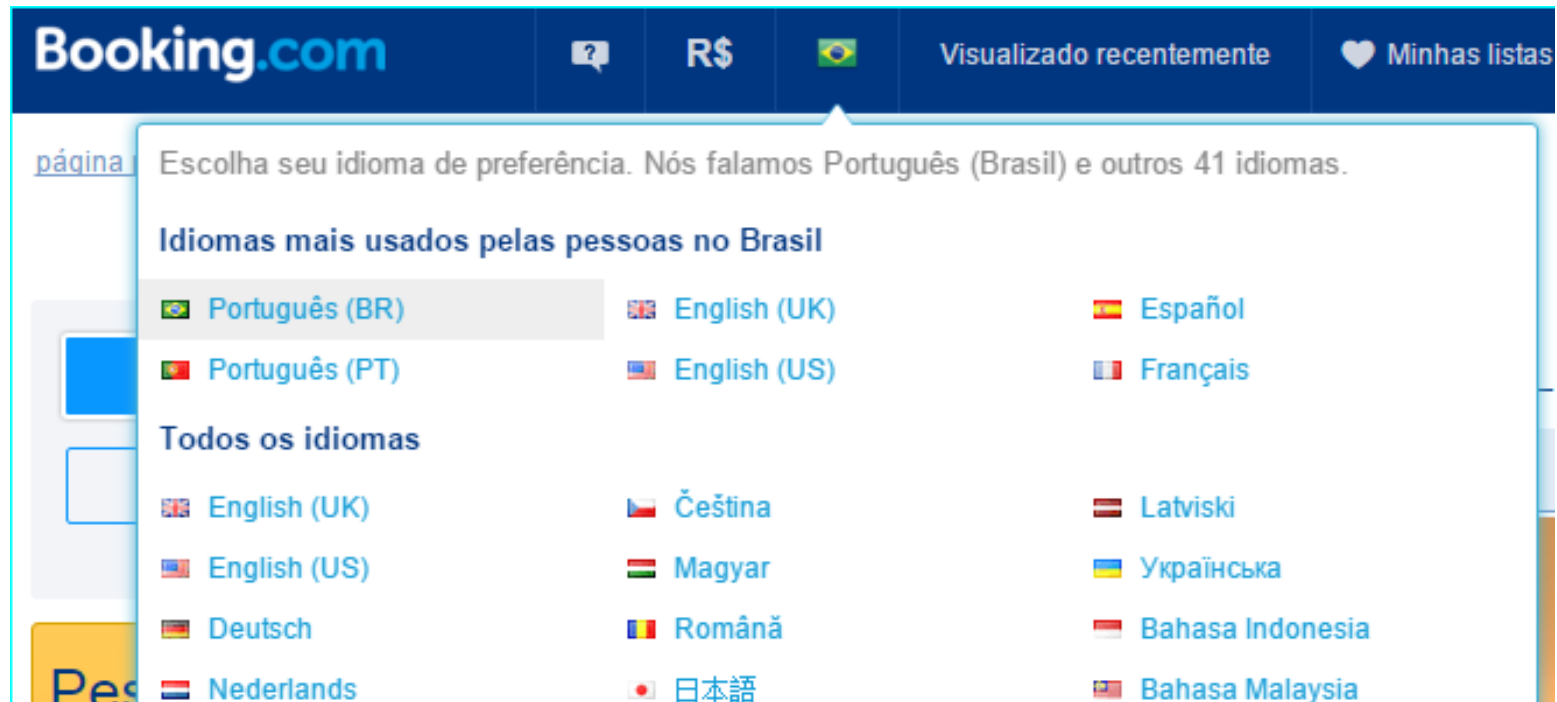 Booking.com R$ Visualizado recentemente Minhas listas
página
Escolha seu idioma de preferência. Nós falamos Português (Brasil) e outros 41 idiomas.
Idiomas mais usados pelas pessoas no Brasil
Português (BR) English (UK) Español
Português (PT) English (US) Français
Todos os idiomas
English (UK) Čeština Latviski
English (US) Magyar Українська
Deutsch Română Bahasa Indonesia
Nederlands 日本語 Bahasa Malaysia